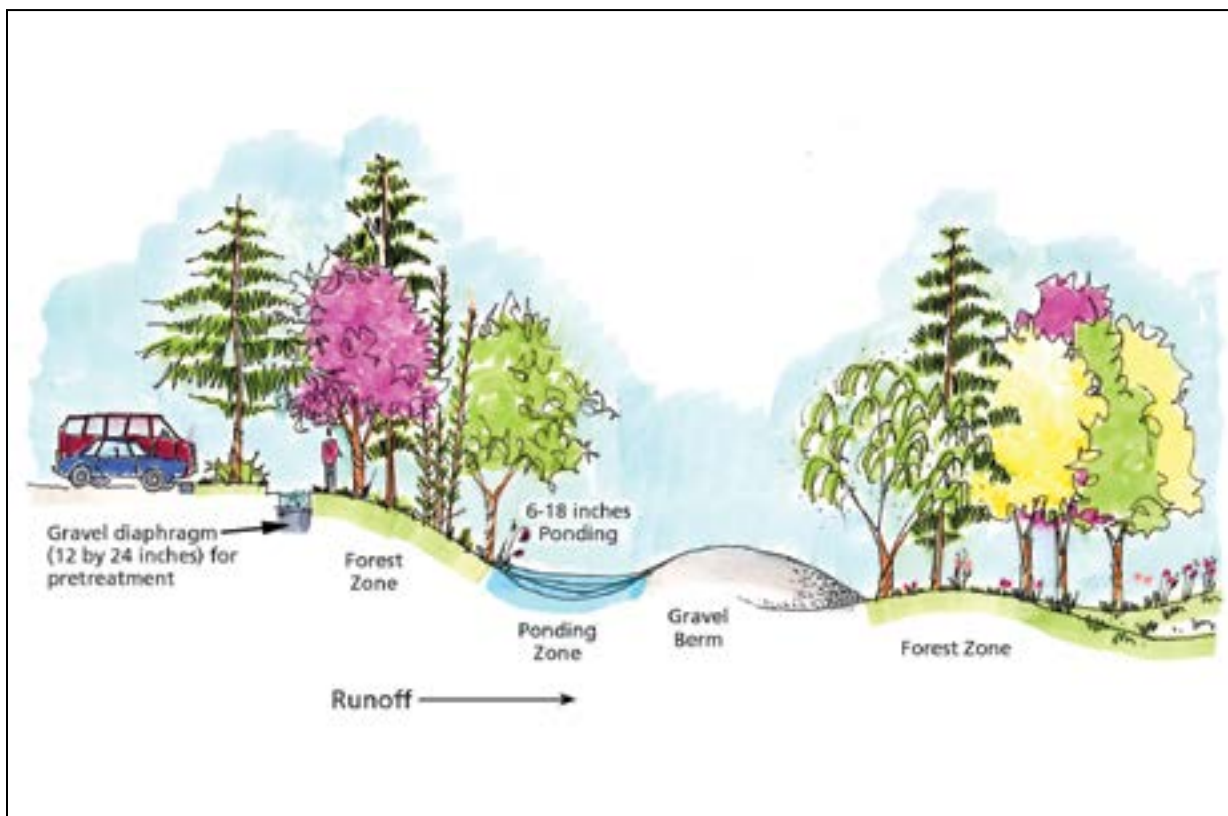 Gravel diaphragm
(12 by 24 inches) for
pretreatment
Forest
Zone
6-18 inches
Ponding
Ponding
Zone
Gravel
Berm
Forest Zone
Runoff